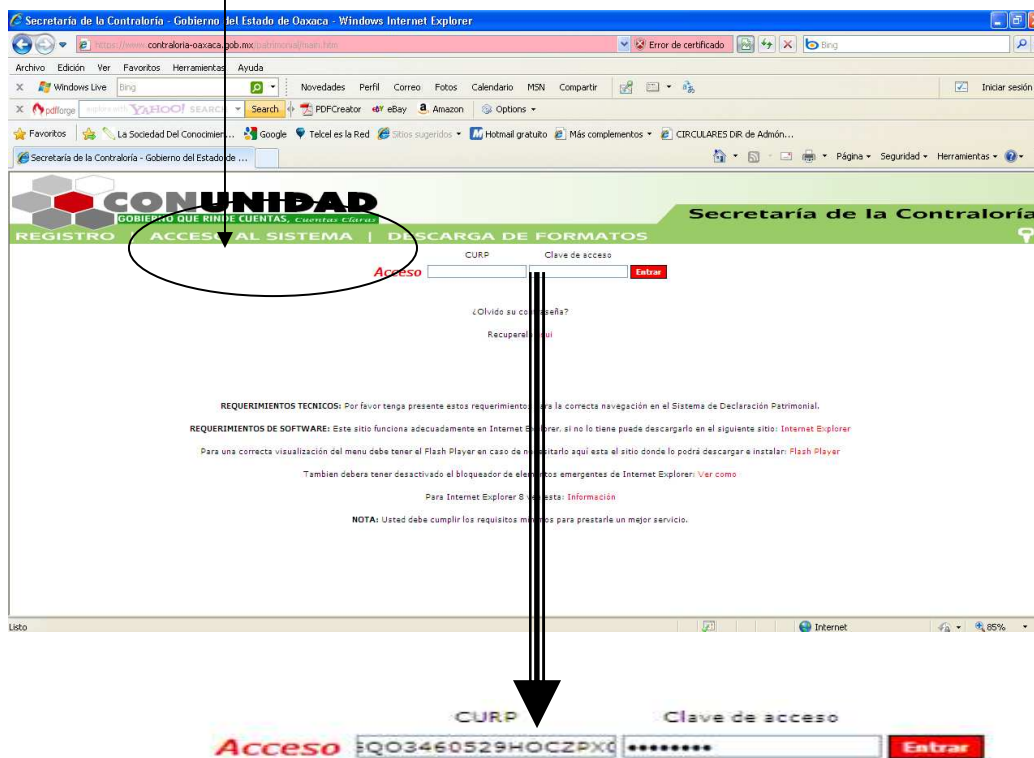 Secretaría de la Contraloría - Gobierno del Estado de Oaxaca - Windows Internet Explorer
https://www.contraloria-oaxaca.gob.mx/patrimonial/main.htm Error de certificado Bing
Archivo Edición Ver Favoritos Herramientas Ayuda
X Windows Live Bing Novedades Perfil Correo Fotos Calendario MSN Compartir Iniciar sesión
X pdfforge YAHOO! SEARCH Search PDFCreator eBay Amazon Options
Favoritos La Sociedad Del Conocimien... Google Telcel es la Red Sitios sugeridos Hotmail gratuito Más complementos CIRCULARES DIR de Admón...
Secretaría de la Contraloría - Gobierno del Estado de ... Página Seguridad Herramientas
CONUNIDAD
GOBIERNO QUE RINDE CUENTAS, Cuentas Claras
Secretaría de la Contraloría
REGISTRO | ACCESO AL SISTEMA | DESCARGA DE FORMATOS
CURP Clave de acceso
Acceso Entrar
¿Olvido su contraseña?
Recuperela aqui
REQUERIMIENTOS TECNICOS: Por favor tenga presente estos requerimientos para la correcta navegación en el Sistema de Declaración Patrimonial.
REQUERIMIENTOS DE SOFTWARE: Este sitio funciona adecuadamente en Internet Explorer, si no lo tiene puede descargarlo en el siguiente sitio: Internet Explorer
Para una correcta visualización del menu debe tener el Flash Player en caso de necesitarlo aquí esta el sitio donde lo podrá descargar e instalar: Flash Player
Tambien debera tener desactivado el bloqueador de elementos emergentes de Internet Explorer: Ver como
Para Internet Explorer 8 vea esta: Información
NOTA: Usted debe cumplir los requisitos minimos para prestarle un mejor servicio.
Listo Internet 85%
CURP Clave de acceso
Acceso QO3460529HOCZPX •••••••• Entrar